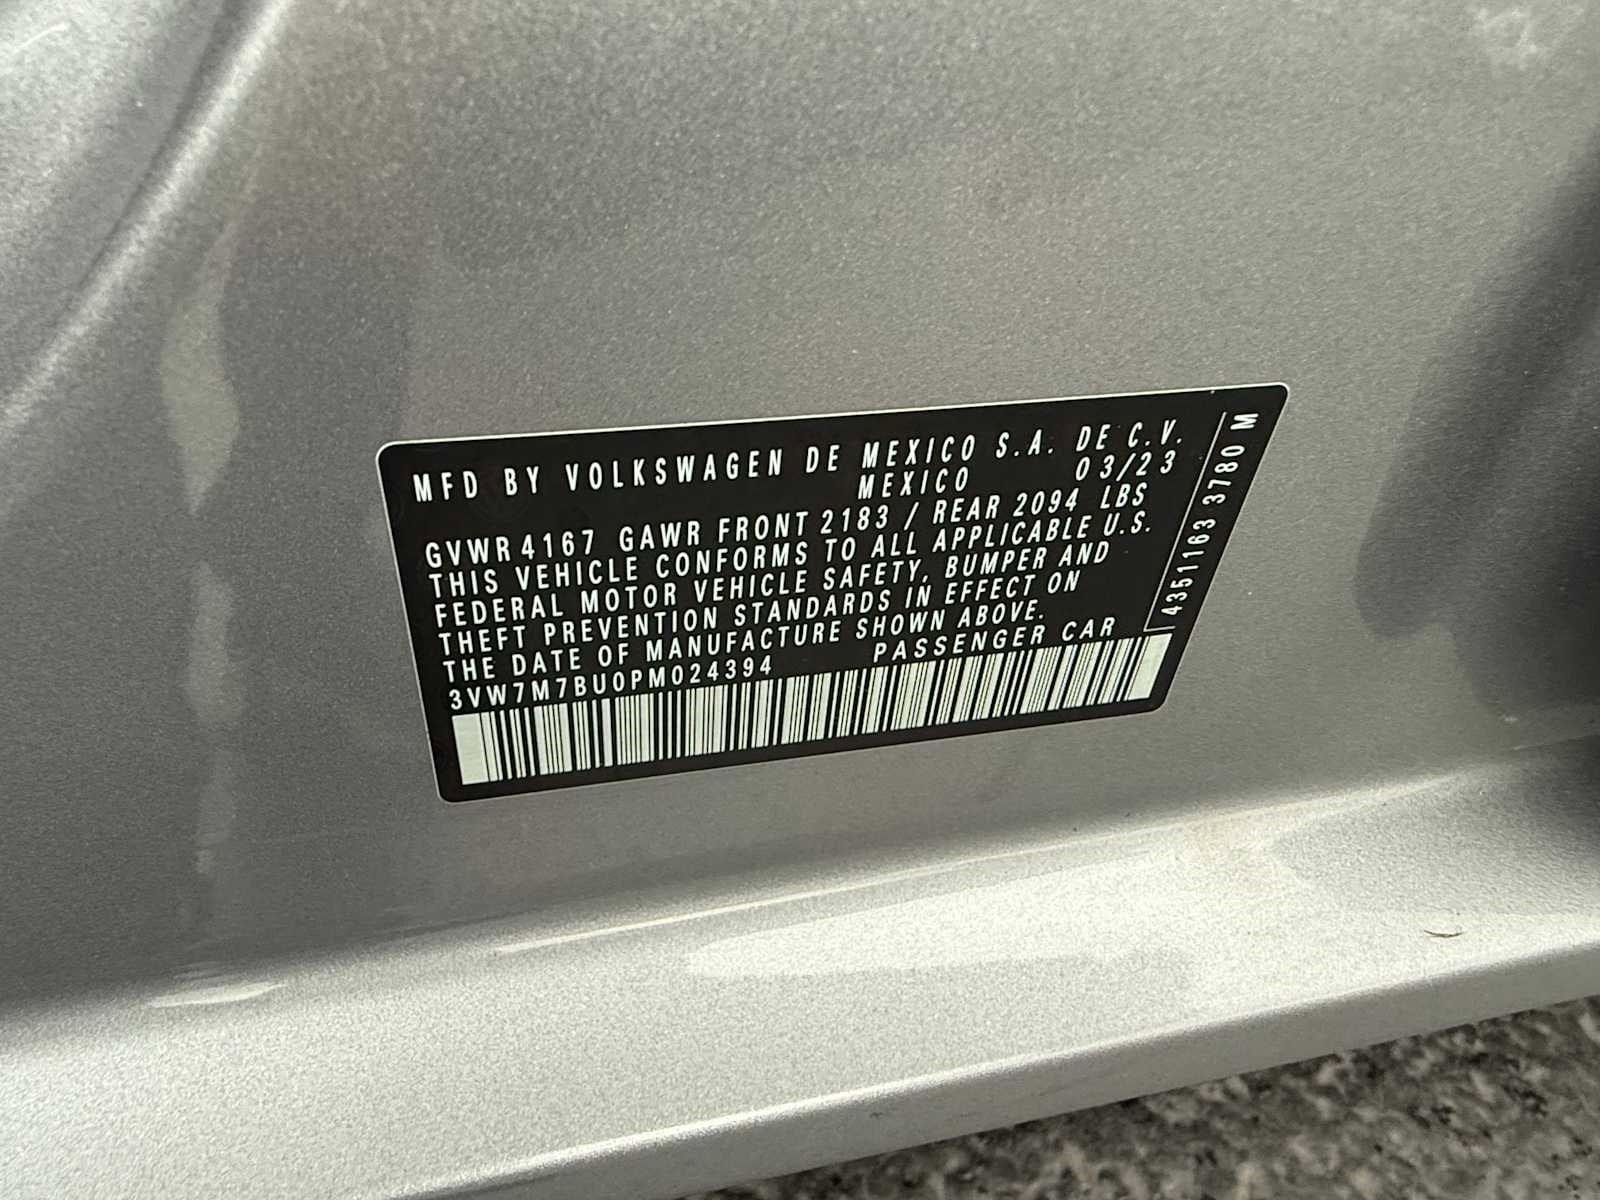 MFD BY VOLKSWAGEN DE MEXICO S.A. DE C.V.
MEXICO 03/23
GVWR 4167 GAWR FRONT 2183 / REAR 2094 LBS
THIS VEHICLE CONFORMS TO ALL APPLICABLE U.S.
FEDERAL MOTOR VEHICLE SAFETY, BUMPER AND
THEFT PREVENTION STANDARDS IN EFFECT ON
THE DATE OF MANUFACTURE SHOWN ABOVE.
3VW7M7BU0PM024394 PASSENGER CAR
4351163 3780 M